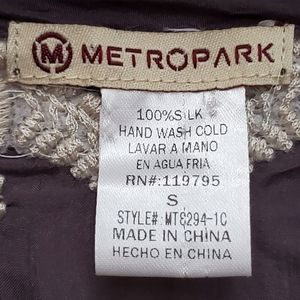 M METROPARK
100%SILK
HAND WASH COLD
LAVAR A MANO
EN AGUA FRIA
RN#:119795
S
STYLE#:MT8294-1C
MADE IN CHINA
HECHO EN CHINA